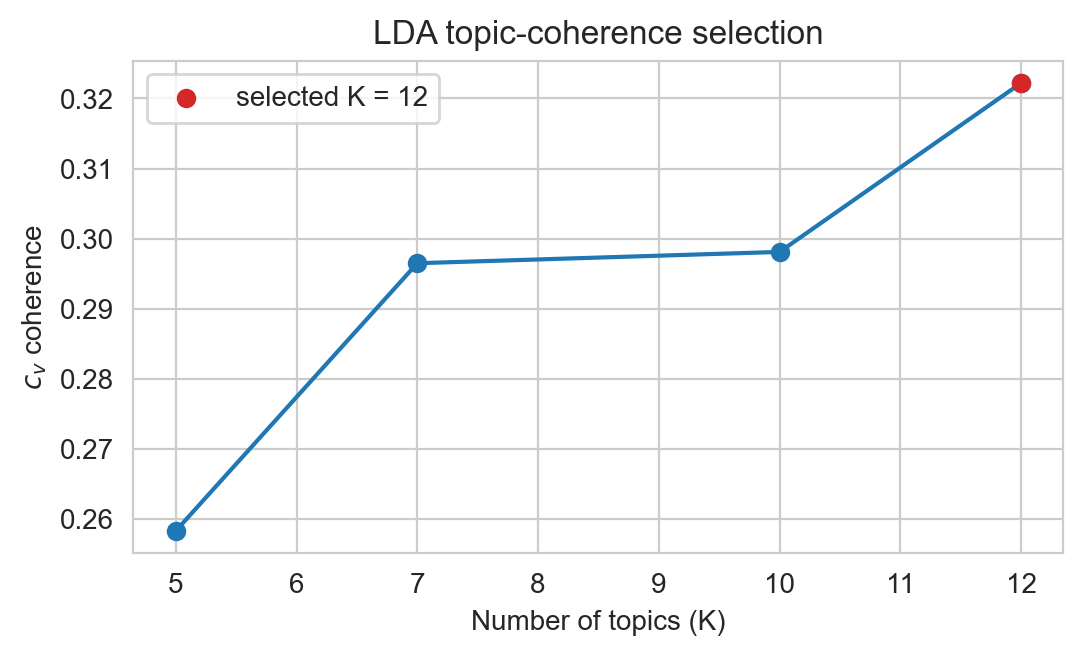 LDA topic-coherence selection
selected K = 12
0.32
0.31
0.30
0.29
0.28
0.27
0.26
c_v coherence
5 6 7 8 9 10 11 12
Number of topics (K)